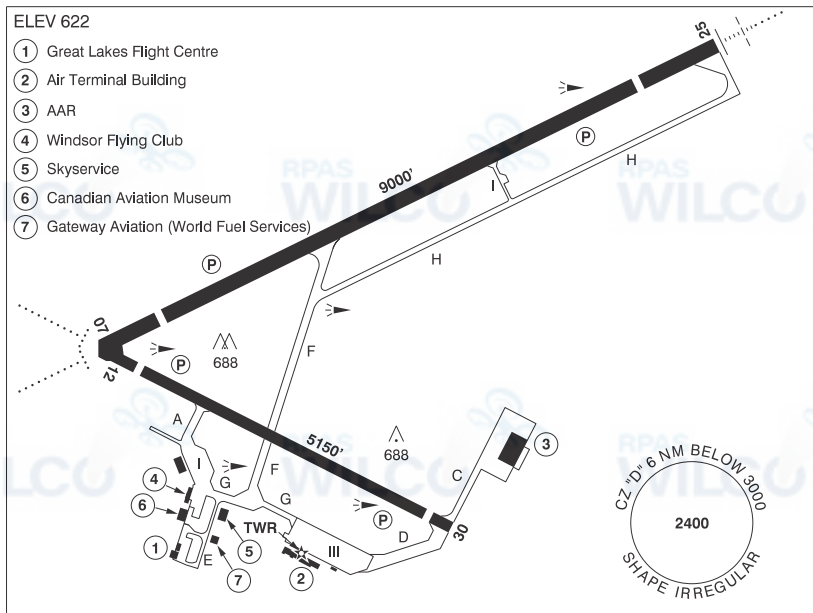 ELEV 622
1 Great Lakes Flight Centre
2 Air Terminal Building
3 AAR
4 Windsor Flying Club
5 Skyservice
6 Canadian Aviation Museum
7 Gateway Aviation (World Fuel Services)
25
P
H
I
9000'
H
P
07
12
P
688
F
5150'
688
A
I
G
F
G
C
3
4
6
1
E
5
7
TWR
2
III
P
D
30
CZ "D" 6 NM BELOW 3000
2400
SHAPE IRREGULAR
RPAS
WILCO
RPAS
WILCO
WILCO
RPAS
WILCO